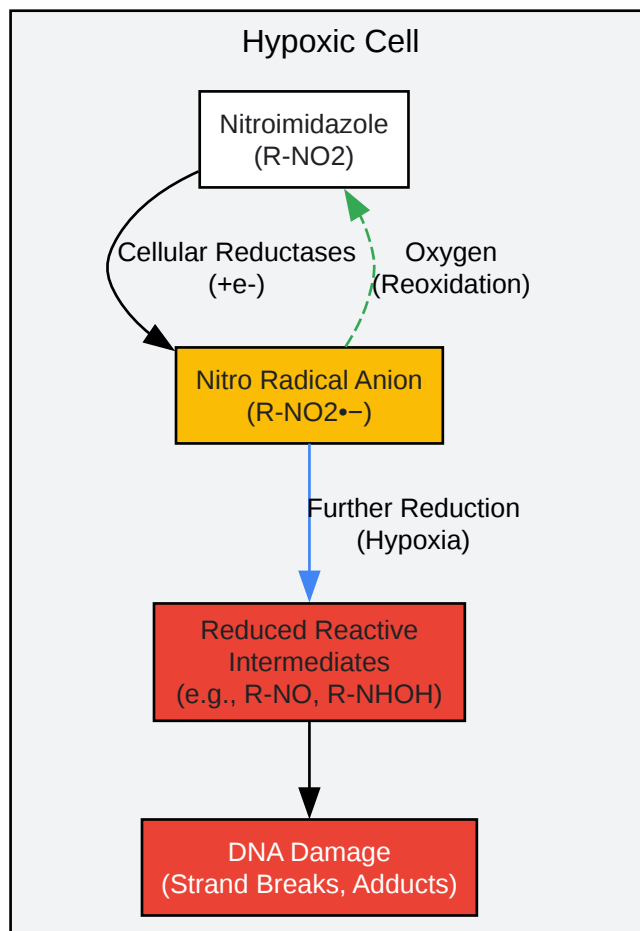 Hypoxic Cell
Nitroimidazole
(R-NO2)
Cellular Reductases
(+e-)
Oxygen
(Reoxidation)
Nitro Radical Anion
(R-NO2•−)
Further Reduction
(Hypoxia)
Reduced Reactive
Intermediates
(e.g., R-NO, R-NHOH)
DNA Damage
(Strand Breaks, Adducts)